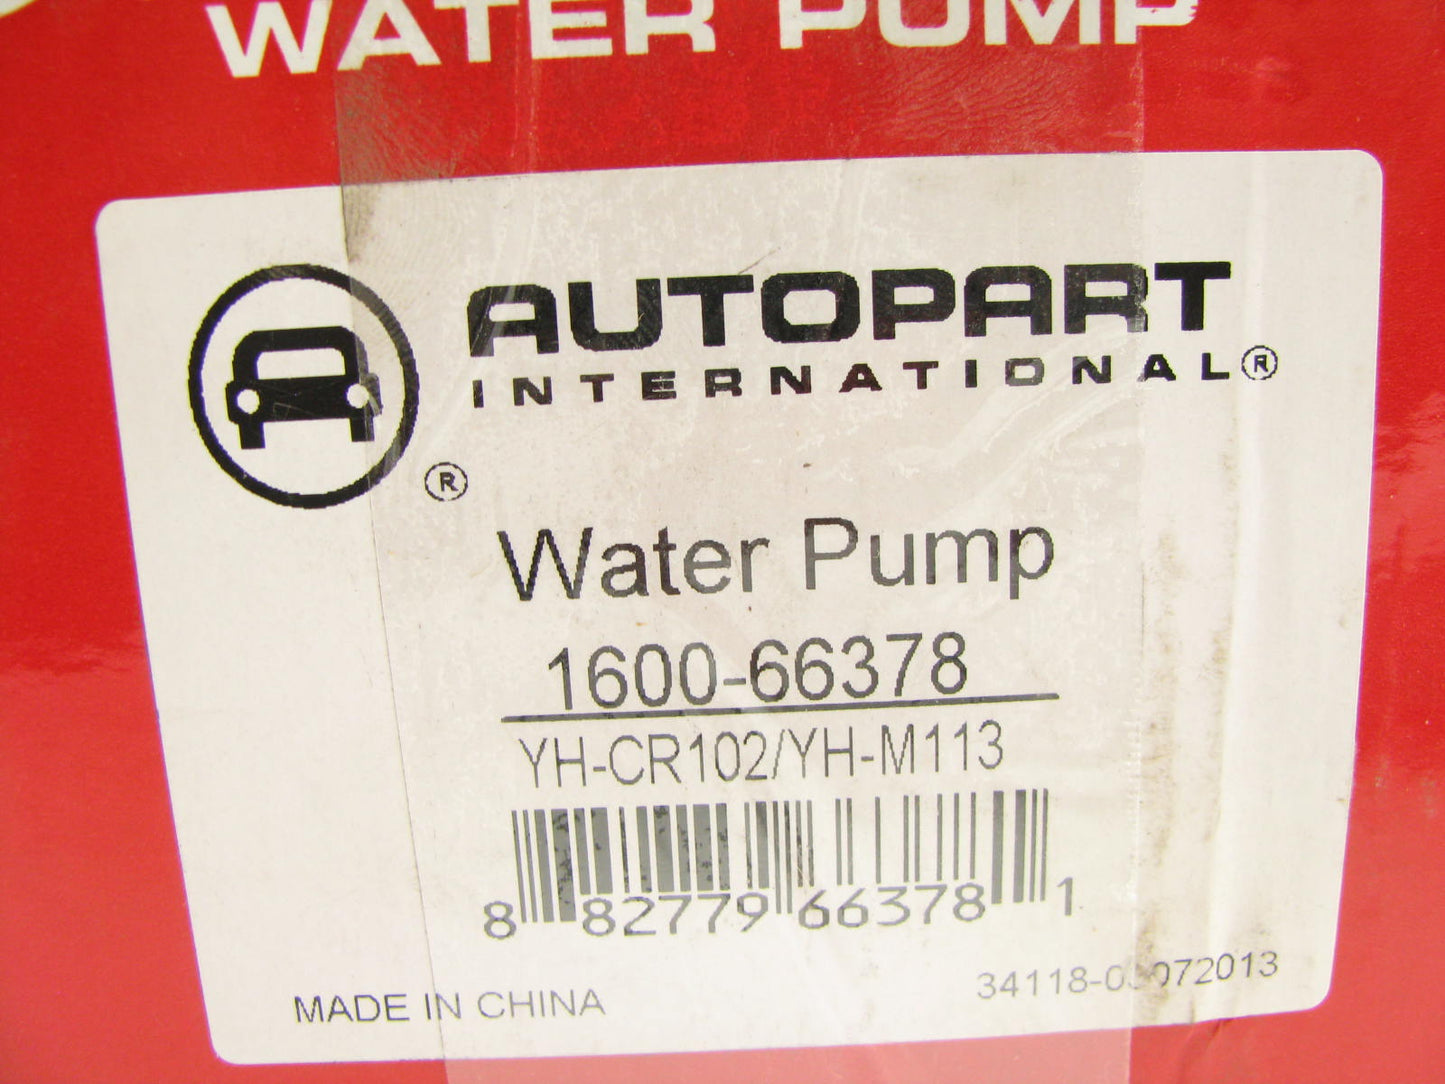 WATER PUMP
AUTOPART
INTERNATIONAL®
®
Water Pump
1600-66378
YH-CR102/YH-M113
8 82779 66378 1
MADE IN CHINA